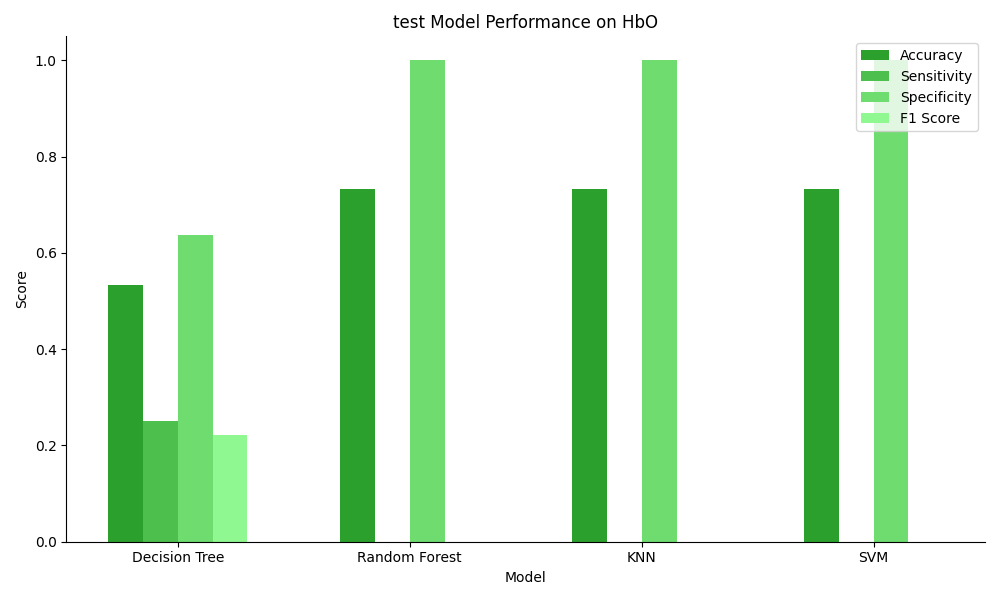 test Model Performance on HbO
Accuracy
Sensitivity
Specificity
F1 Score
Score
1.0
0.8
0.6
0.4
0.2
0.0
Decision Tree
Random Forest
KNN
SVM
Model